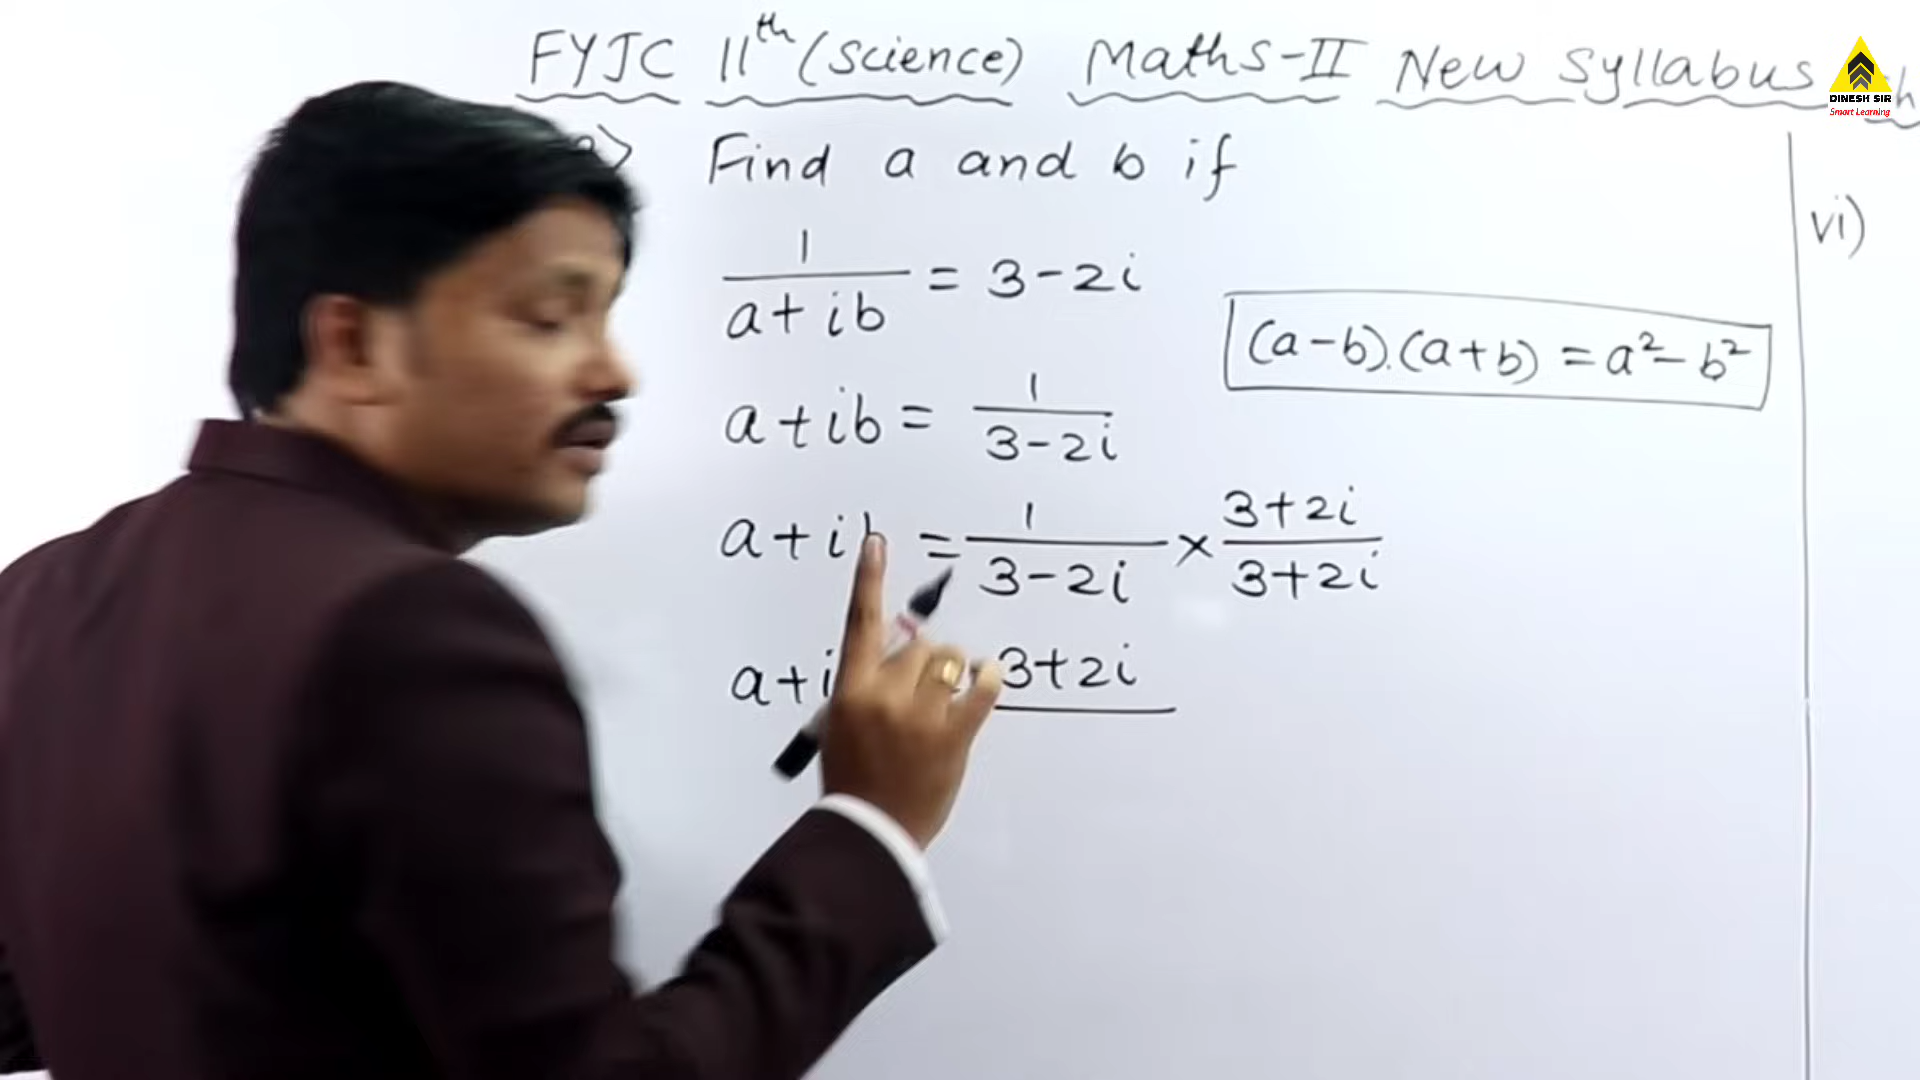 FYJC 11th (Science) Maths-II New Syllabus
DINESH SIR
Smart Learning
Find a and b if
1/(a+ib) = 3-2i
(a-b).(a+b) = a²-b²
a+ib = 1/(3-2i)
a+ib = 1/(3-2i) × (3+2i)/(3+2i)
a+i 3+2i
vi)